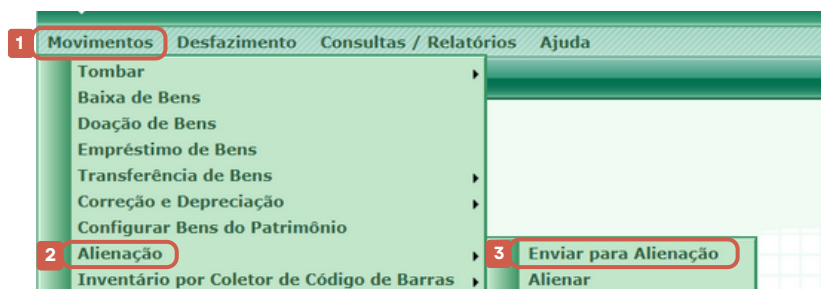 1 Movimentos Desfazimento Consultas / Relatórios Ajuda
Tombar
Baixa de Bens
Doação de Bens
Empréstimo de Bens
Transferência de Bens
Correção e Depreciação
Configurar Bens do Patrimônio
2 Alienação 3 Enviar para Alienação
Inventário por Coletor de Código de Barras Alienar